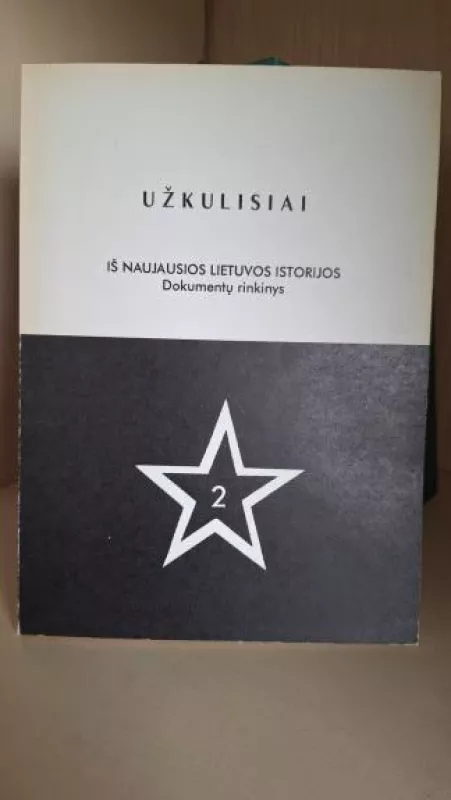 UŽKULISIAI
IŠ NAUJAUSIOS LIETUVOS ISTORIJOS
Dokumentų rinkinys
2